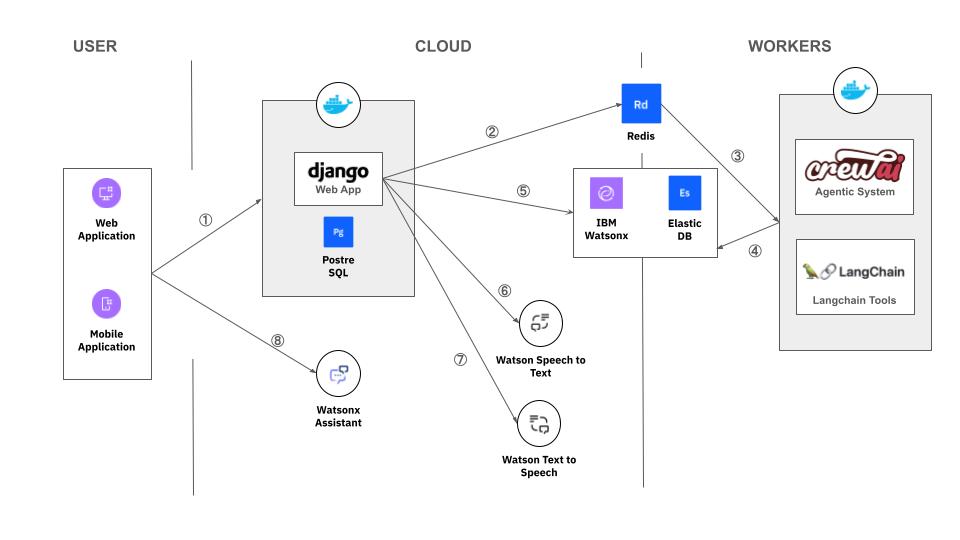 USER
CLOUD
WORKERS
Web
Application
Mobile
Application
①
⑧
django
Web App
Pg
Postre
SQL
②
⑤
⑥
⑦
Rd
Redis
③
④
IBM
Watsonx
Es
Elastic
DB
Watson Speech to
Text
Watson Text to
Speech
Watsonx
Assistant
crewai
Agentic System
LangChain
Langchain Tools